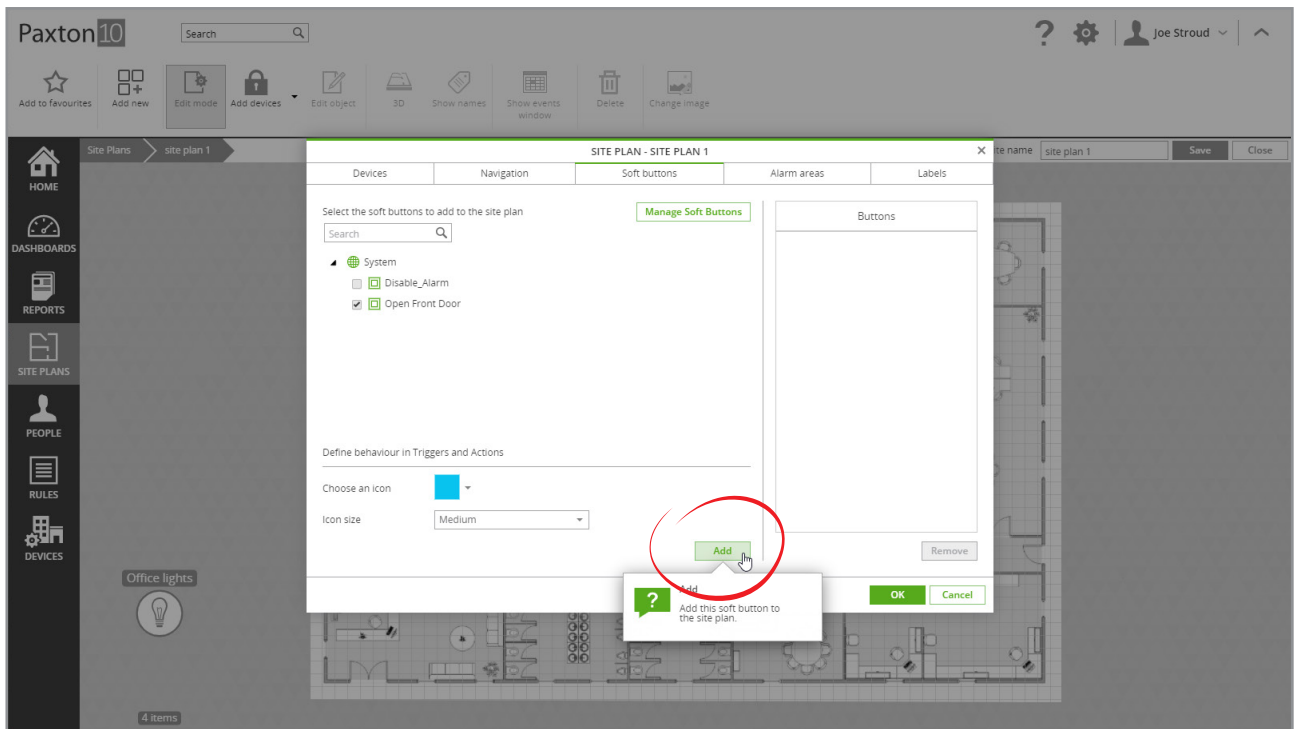 Paxton10
Search
Joe Stroud
Add to favourites
Add new
Edit mode
Add devices
Edit object
3D
Show names
Show events
window
Delete
Change image
Site Plans
site plan 1
SITE PLAN - SITE PLAN 1
ite name
site plan 1
Save
Close
HOME
DASHBOARDS
REPORTS
SITE PLANS
PEOPLE
RULES
DEVICES
Devices
Navigation
Soft buttons
Alarm areas
Labels
Select the soft buttons to add to the site plan
Manage Soft Buttons
Search
System
Disable_Alarm
Open Front Door
Buttons
Define behaviour in Triggers and Actions
Choose an icon
Icon size
Medium
Add
Remove
Add
Add this soft button to
the site plan.
OK
Cancel
Office lights
4 items